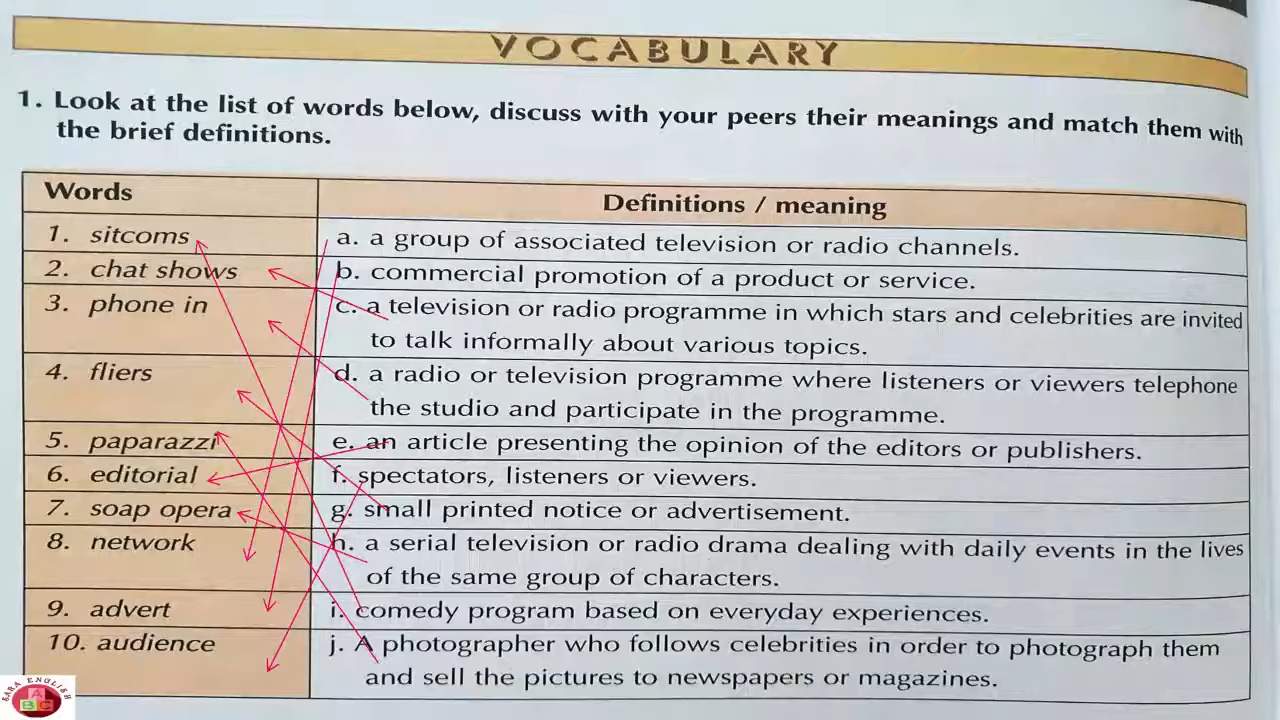 VOCABULARY
1. Look at the list of words below, discuss with your peers their meanings and match them with
the brief definitions.
Words
Definitions / meaning
1. sitcoms
a. a group of associated television or radio channels.
2. chat shows
b. commercial promotion of a product or service.
3. phone in
c. a television or radio programme in which stars and celebrities are invited
to talk informally about various topics.
4. fliers
d. a radio or television programme where listeners or viewers telephone
the studio and participate in the programme.
5. paparazzi
e. an article presenting the opinion of the editors or publishers.
6. editorial
f. spectators, listeners or viewers.
7. soap opera
g. small printed notice or advertisement.
8. network
h. a serial television or radio drama dealing with daily events in the lives
of the same group of characters.
9. advert
i. comedy program based on everyday experiences.
10. audience
j. A photographer who follows celebrities in order to photograph them
and sell the pictures to newspapers or magazines.
SARA ENGLISH
A
B C